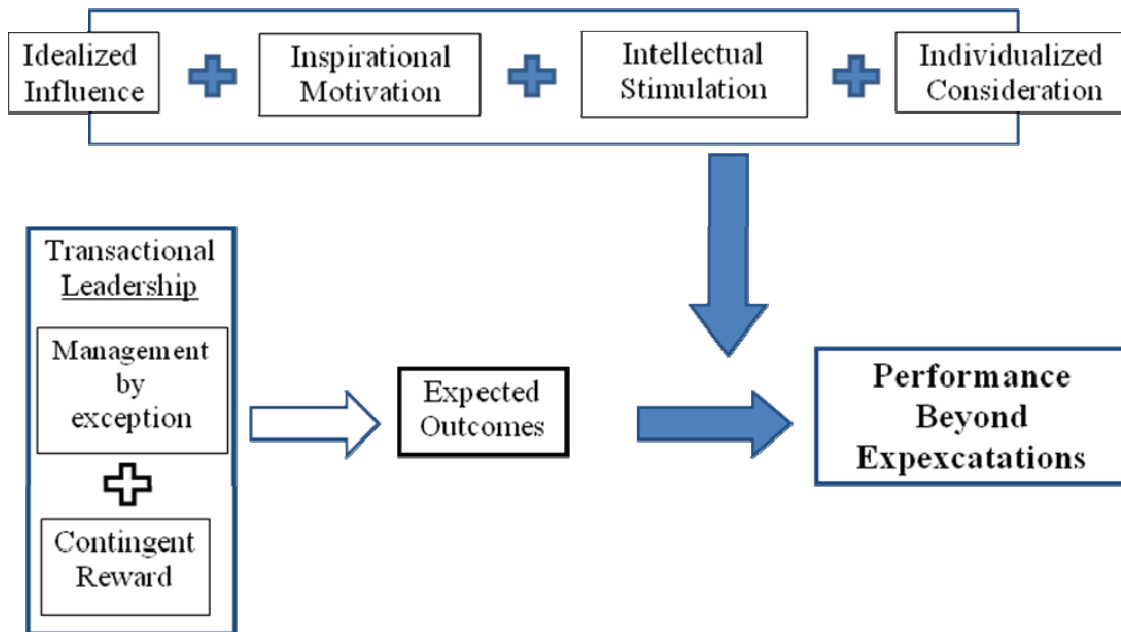 Idealized
Influence
Inspirational
Motivation
Intellectual
Stimulation
Individualized
Consideration
Transactional
Leadership
Management
by
exception
Contingent
Reward
Expected
Outcomes
Performance
Beyond
Expexcatations